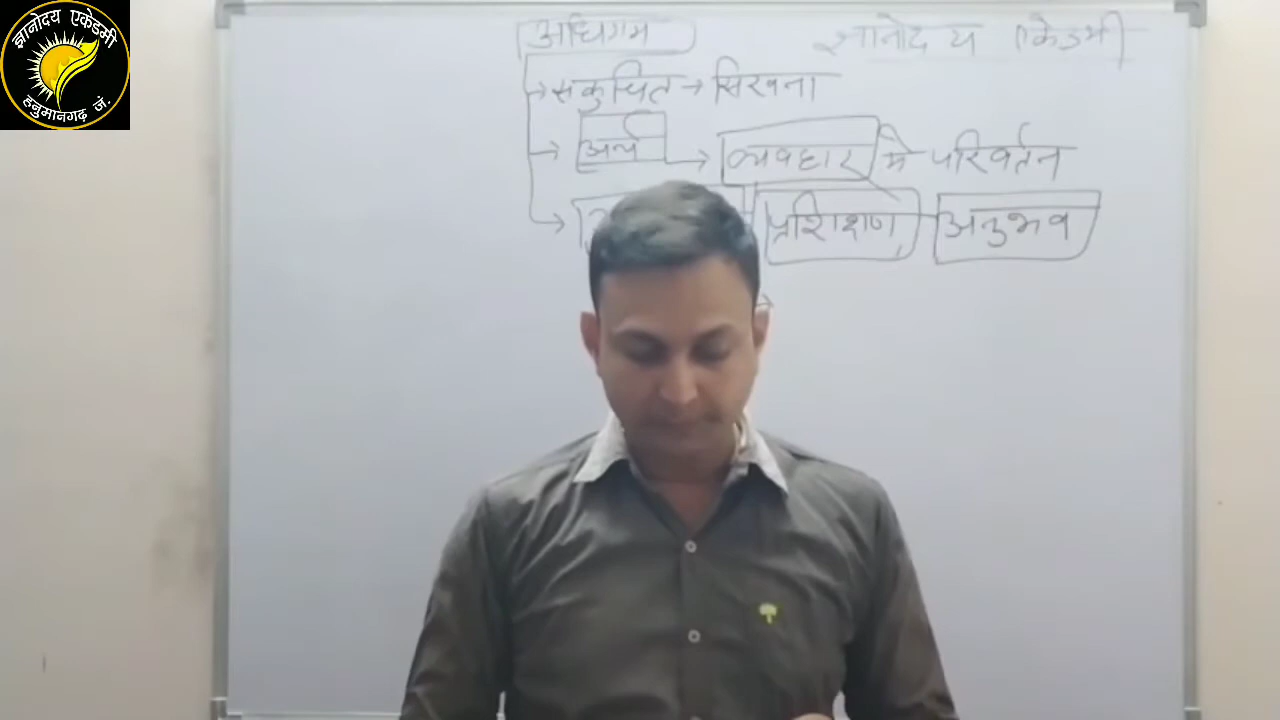 ज्ञानोदय एकेडमी
हनुमानगढ़ जं.
अधिगम
ज्ञानोदय एकेडमी
→ संकुचित → सिखना
→ अर्थ → व्यवहार मे परिवर्तन
प्रशिक्षण अनुभव